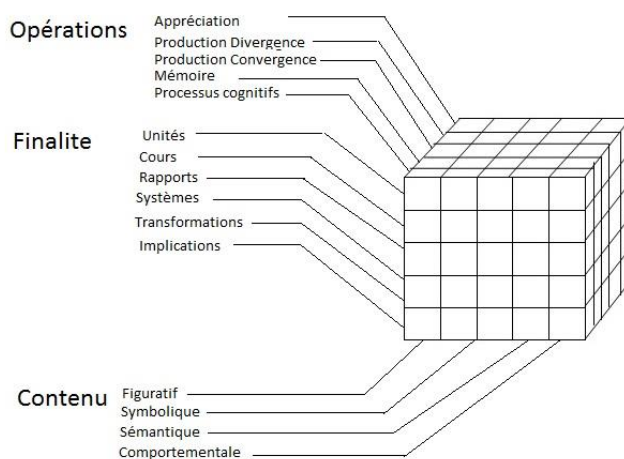 Opérations
Appréciation
Production Divergence
Production Convergence
Mémoire
Processus cognitifs
Finalite
Unités
Cours
Rapports
Systèmes
Transformations
Implications
Contenu
Figuratif
Symbolique
Sémantique
Comportementale